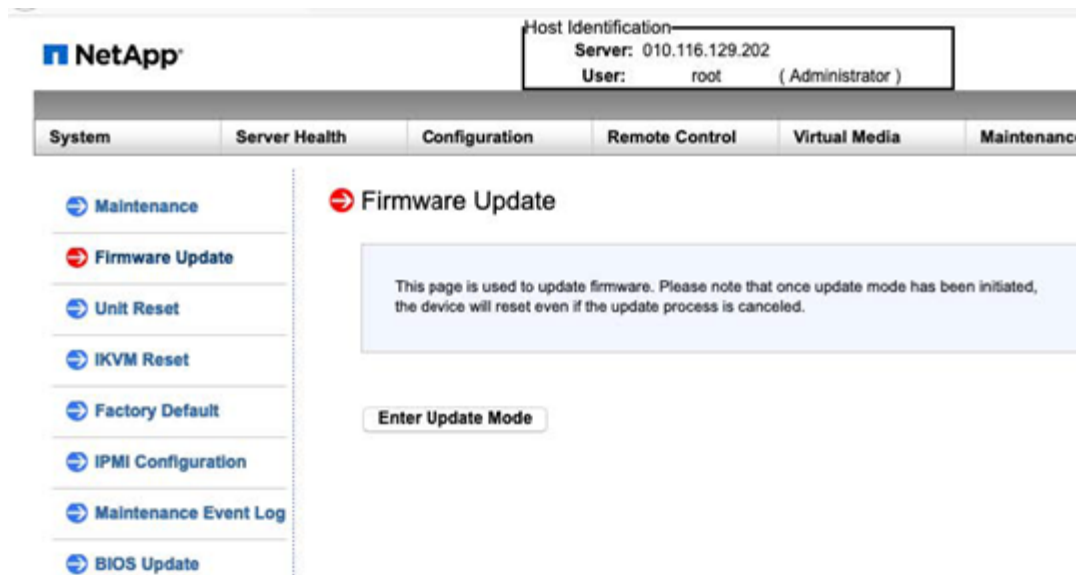 Host Identification
NetApp
Server: 010.116.129.202
User: root ( Administrator )
System Server Health Configuration Remote Control Virtual Media Maintenanc
Maintenance
Firmware Update
Unit Reset
IKVM Reset
Factory Default
IPMI Configuration
Maintenance Event Log
BIOS Update
Firmware Update
This page is used to update firmware. Please note that once update mode has been initiated,
the device will reset even if the update process is canceled.
Enter Update Mode